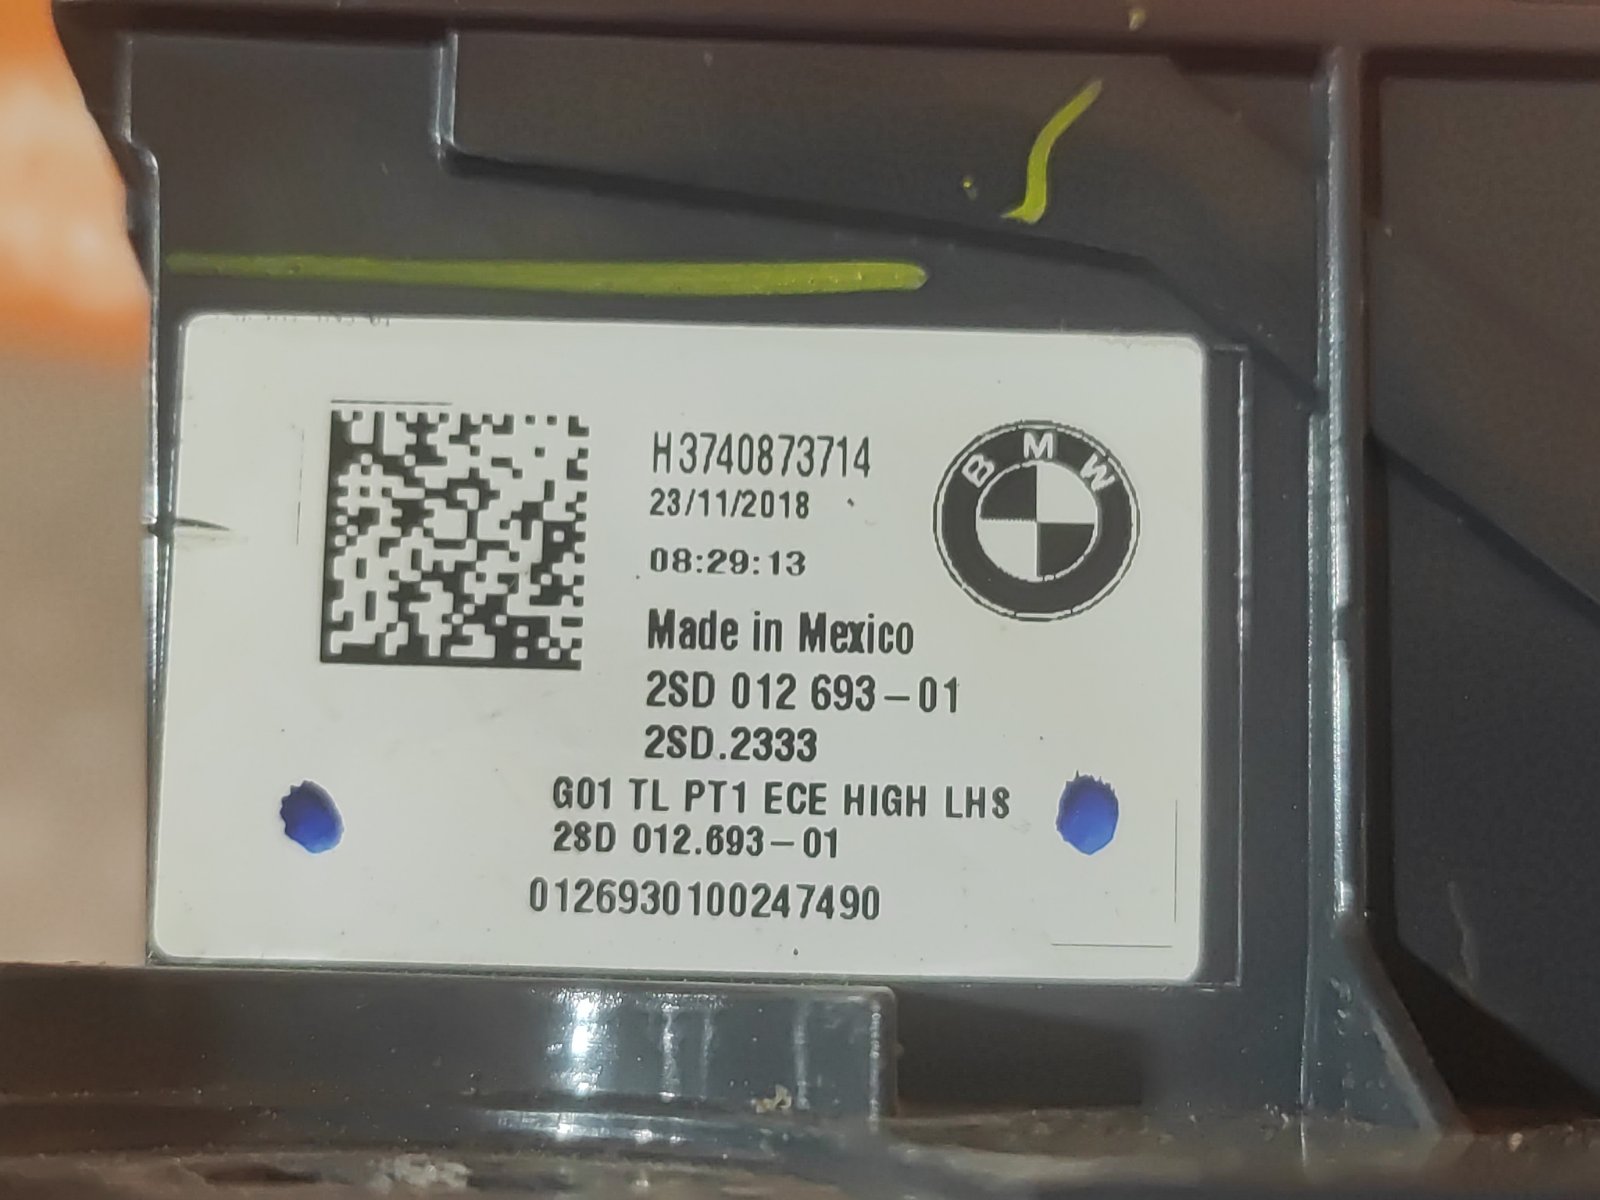 H3740873714
23/11/2018
08:29:13
BMW
Made in Mexico
2SD 012 693-01
2SD.2333
G01 TL PT1 ECE HIGH LHS
2SD 012.693-01
0126930100247490